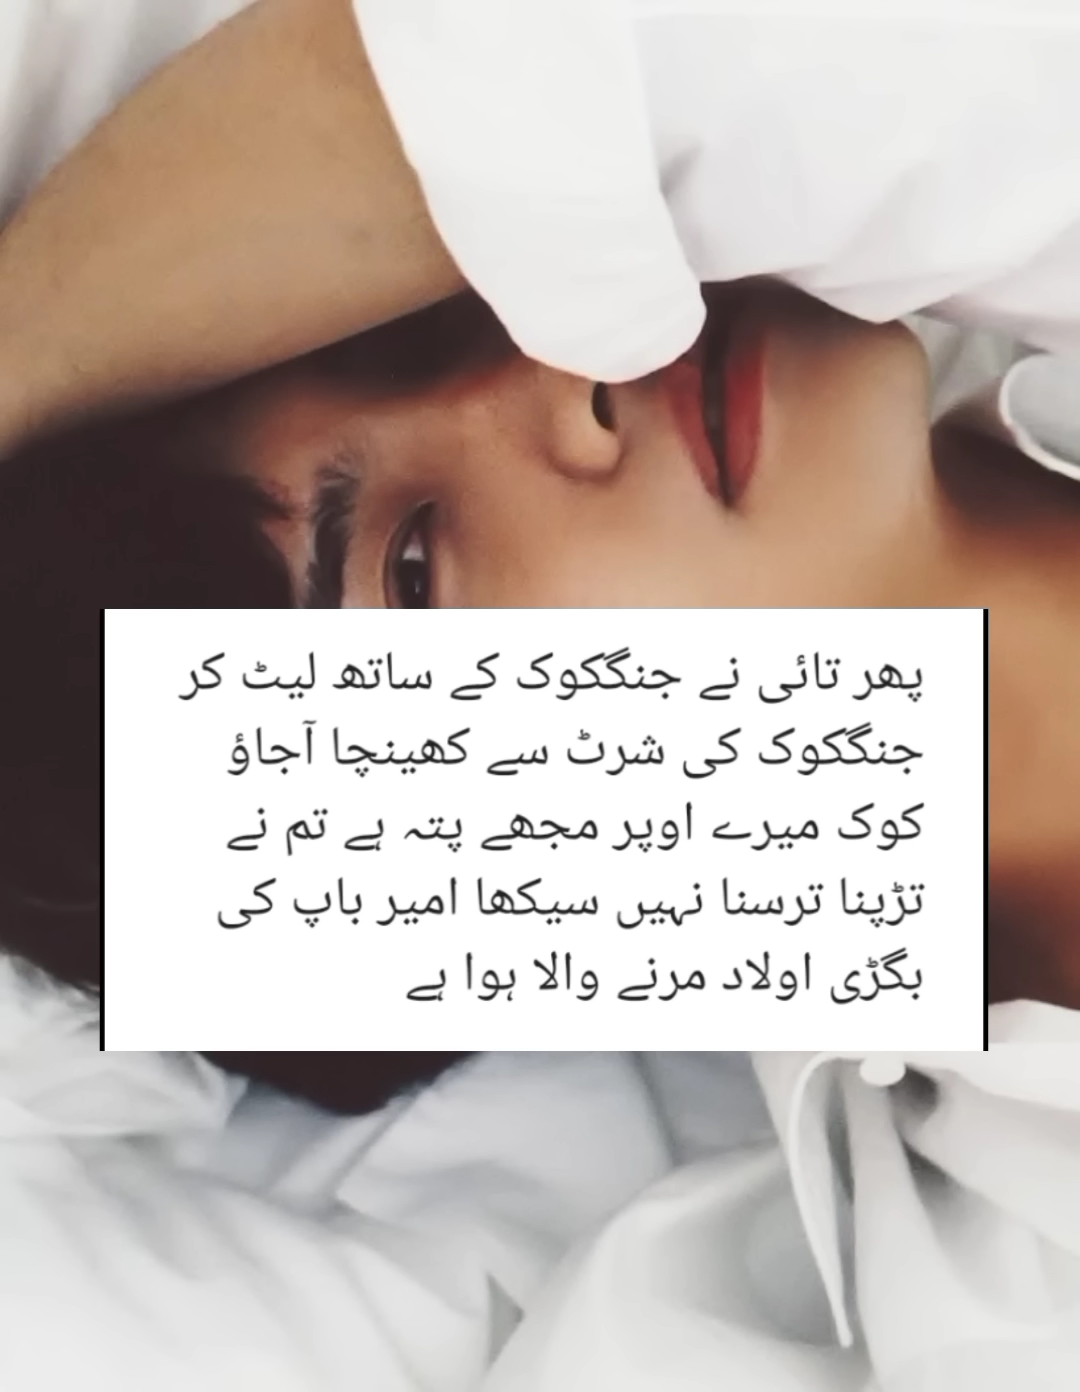 پھر تائی نے جنگکوک کے ساتھ لیٹ کر
جنگکوک کی شرٹ سے کھینچا آجاؤ
کوک میرے اوپر مجھے پتہ ہے تم نے
تڑپنا ترسنا نہیں سیکھا امیر باپ کی
بگڑی اولاد مرنے والا ہوا ہے